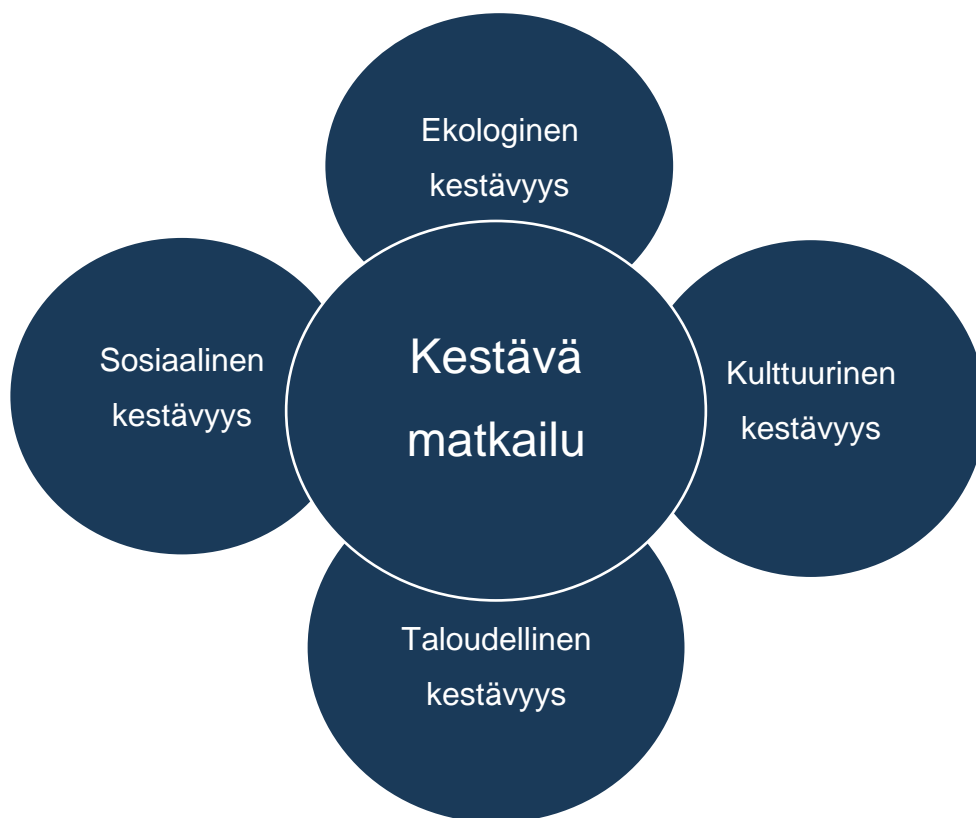 Ekologinen
kestävyys
Sosiaalinen
kestävyys
Kestävä
matkailu
Kulttuurinen
kestävyys
Taloudellinen
kestävyys